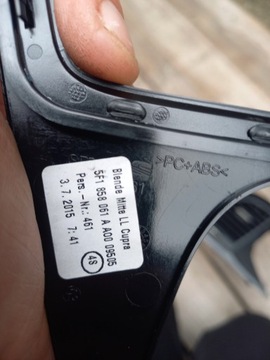 >PC+ABS<
Blende Mitte LL Cupra
5F1 858 061 A A00 09505
Pers.-Nr.: 461
3.7.2015 7:41
4S